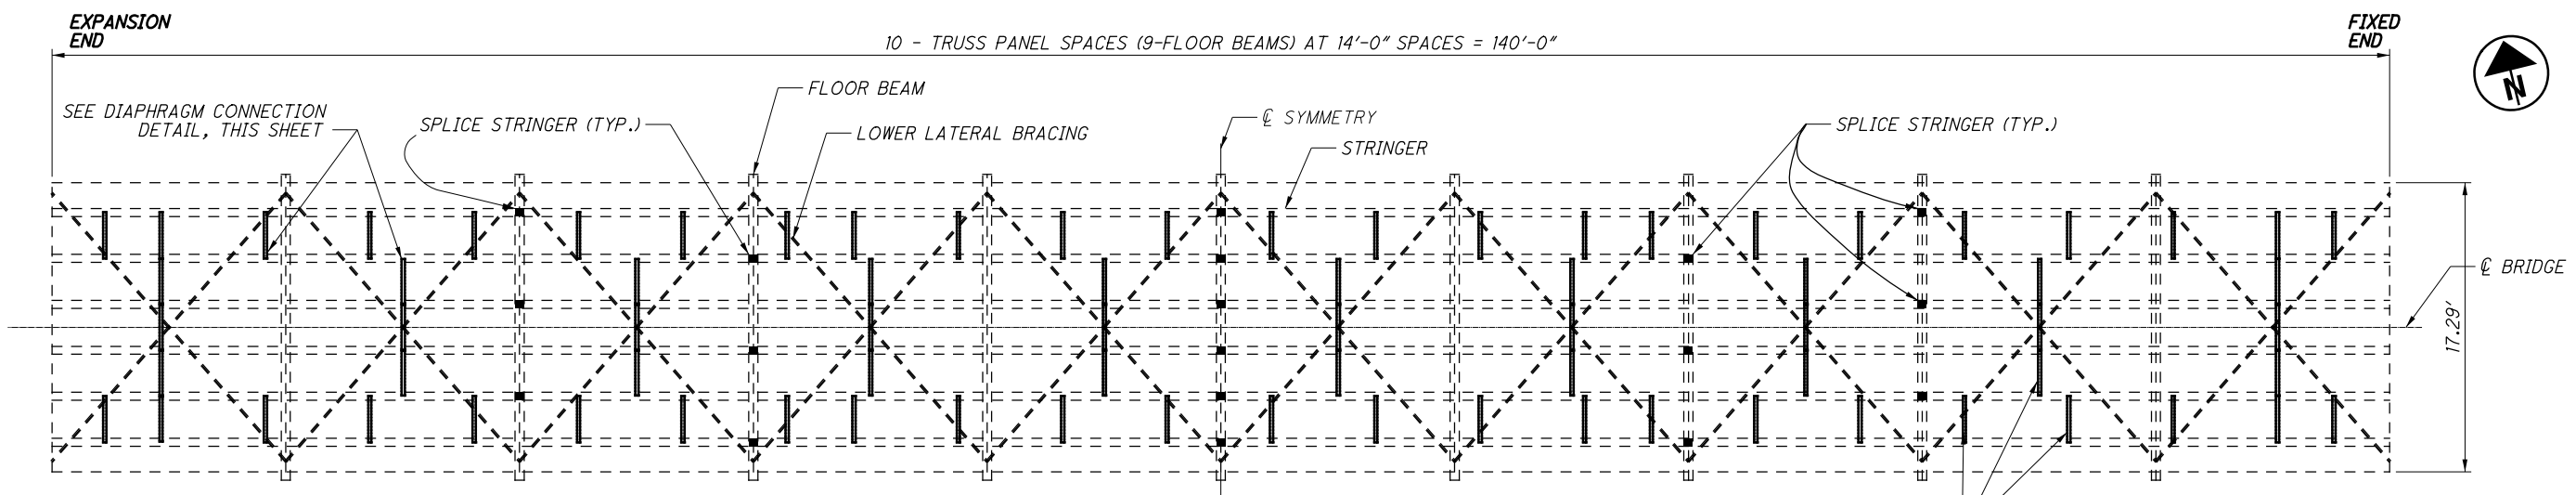 EXPANSION
END
FIXED
END
10 - TRUSS PANEL SPACES (9-FLOOR BEAMS) AT 14'-0" SPACES = 140'-0"
N
FLOOR BEAM
SEE DIAPHRAGM CONNECTION
DETAIL, THIS SHEET
SPLICE STRINGER (TYP.)
LOWER LATERAL BRACING
℄ SYMMETRY
STRINGER
SPLICE STRINGER (TYP.)
℄ BRIDGE
17.29'